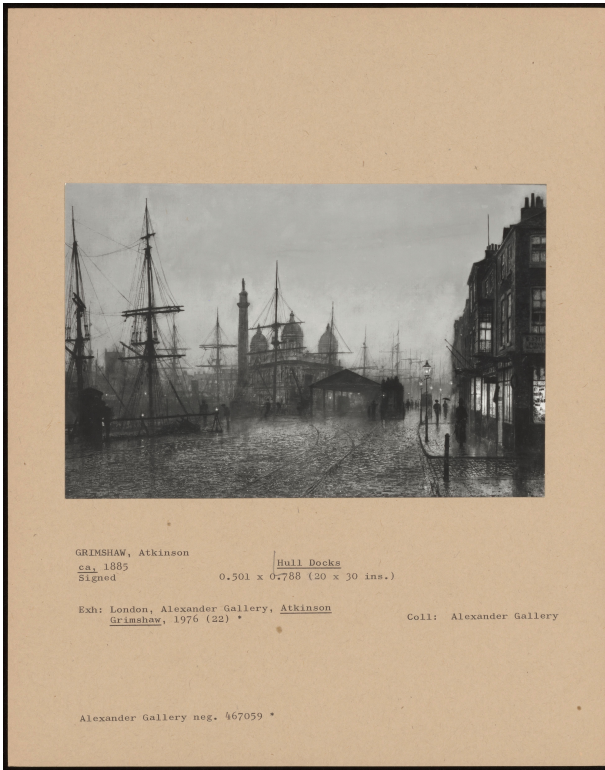 GRIMSHAW, Atkinson
ca, 1885
Hull Docks
Signed
0.501 x 0.788 (20 x 30 ins.)
Exh: London, Alexander Gallery, Atkinson
Grimshaw, 1976 (22) *
Coll: Alexander Gallery
Alexander Gallery neg. 467059 *